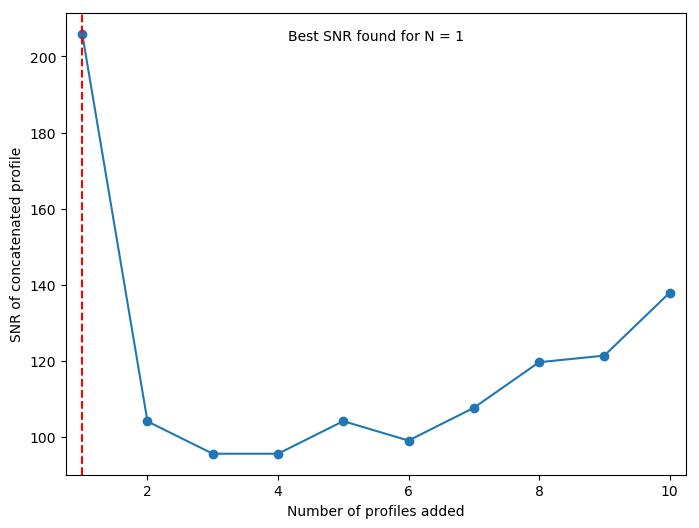 Best SNR found for N = 1
SNR of concatenated profile
200
180
160
140
120
100
2 4 6 8 10
Number of profiles added